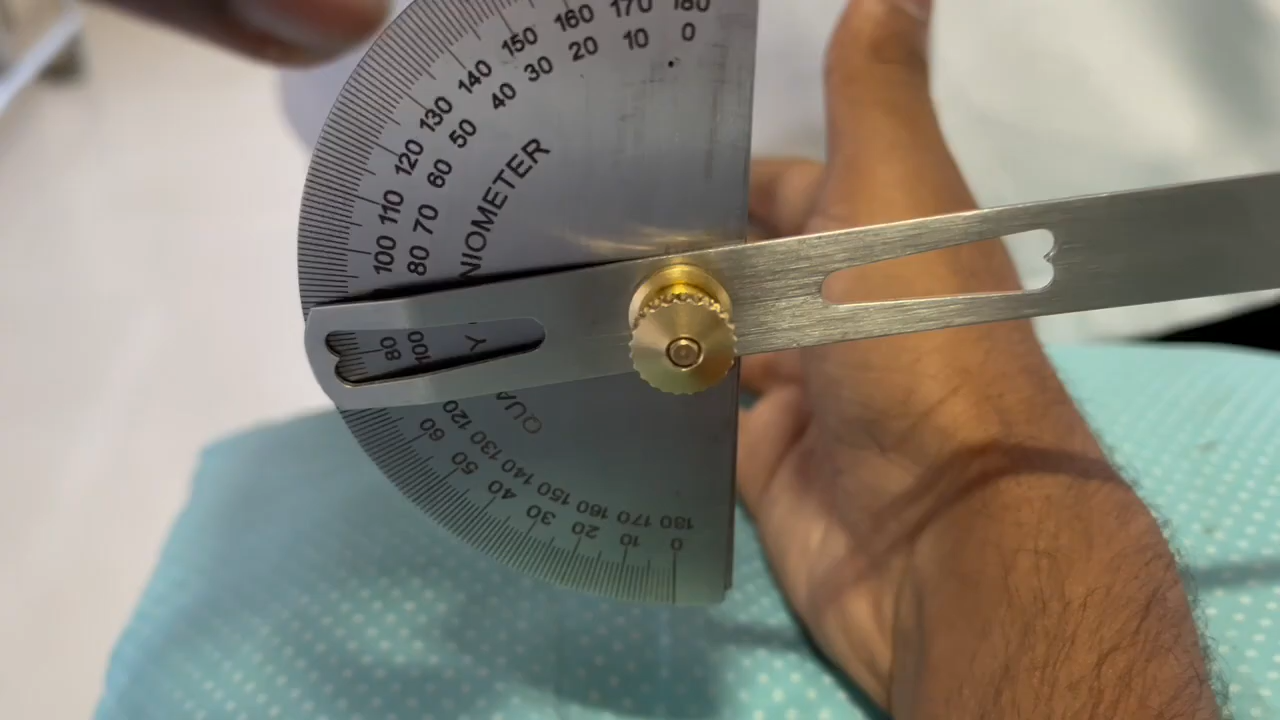 180 170 160 150 140 130 120 110 100
0 10 20 30 40 50 60 70 80
NIOMETER
80
100
Y
QUA
60 50 40 30 20 10 0
120 130 140 150 160 170 180